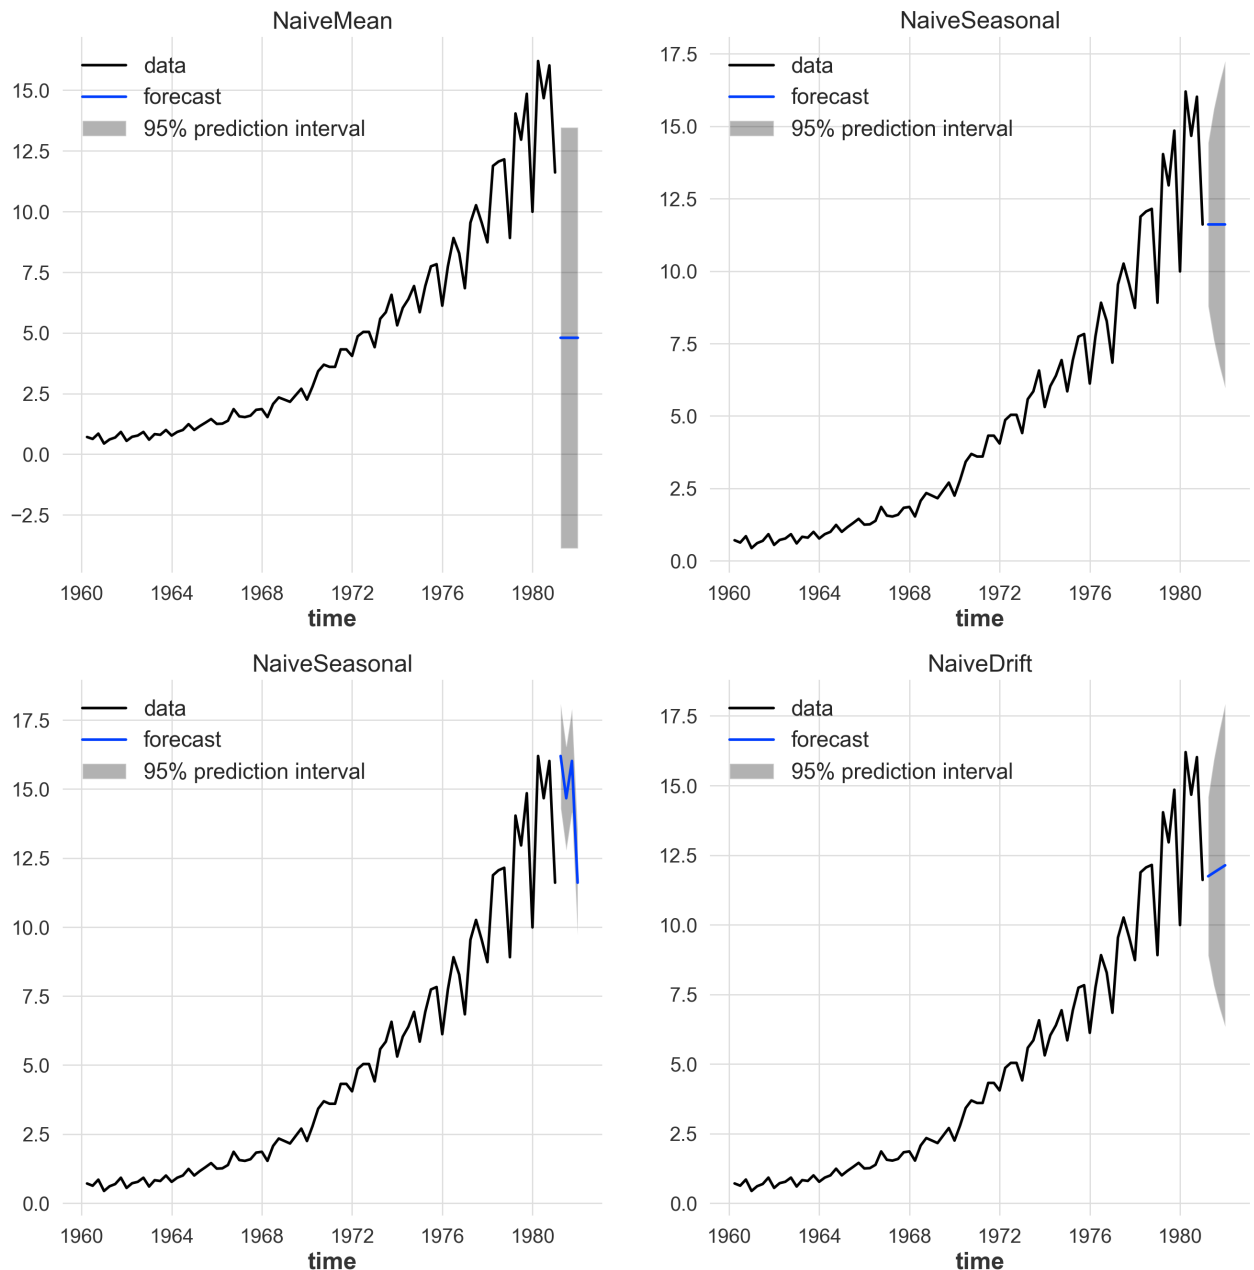 NaiveMean
data
forecast
95% prediction interval
15.0
12.5
10.0
7.5
5.0
2.5
0.0
−2.5
1960 1964 1968 1972 1976 1980
time
NaiveSeasonal
data
forecast
95% prediction interval
17.5
15.0
12.5
10.0
7.5
5.0
2.5
0.0
1960 1964 1968 1972 1976 1980
time
NaiveSeasonal
data
forecast
95% prediction interval
17.5
15.0
12.5
10.0
7.5
5.0
2.5
0.0
1960 1964 1968 1972 1976 1980
time
NaiveDrift
data
forecast
95% prediction interval
17.5
15.0
12.5
10.0
7.5
5.0
2.5
0.0
1960 1964 1968 1972 1976 1980
time